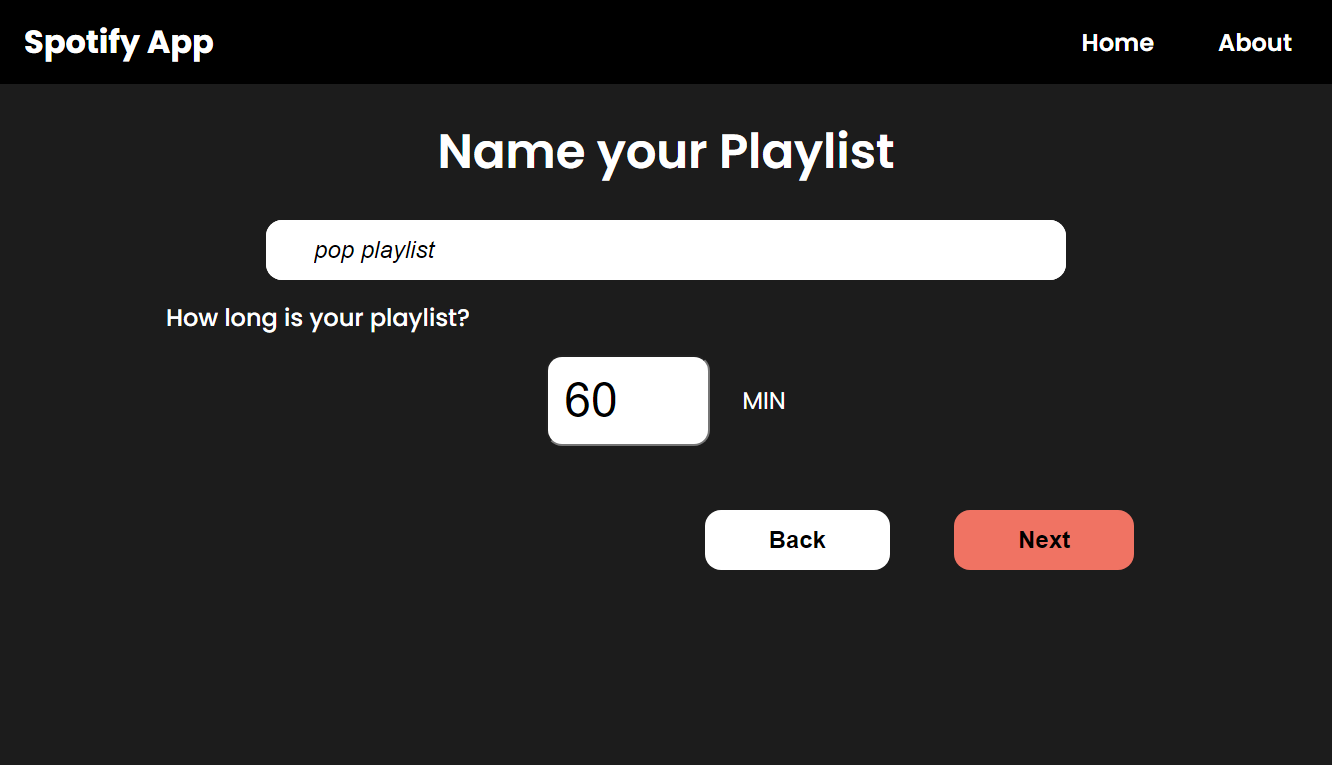 Spotify App Home About
Name your Playlist
pop playlist
How long is your playlist?
60 MIN
Back Next